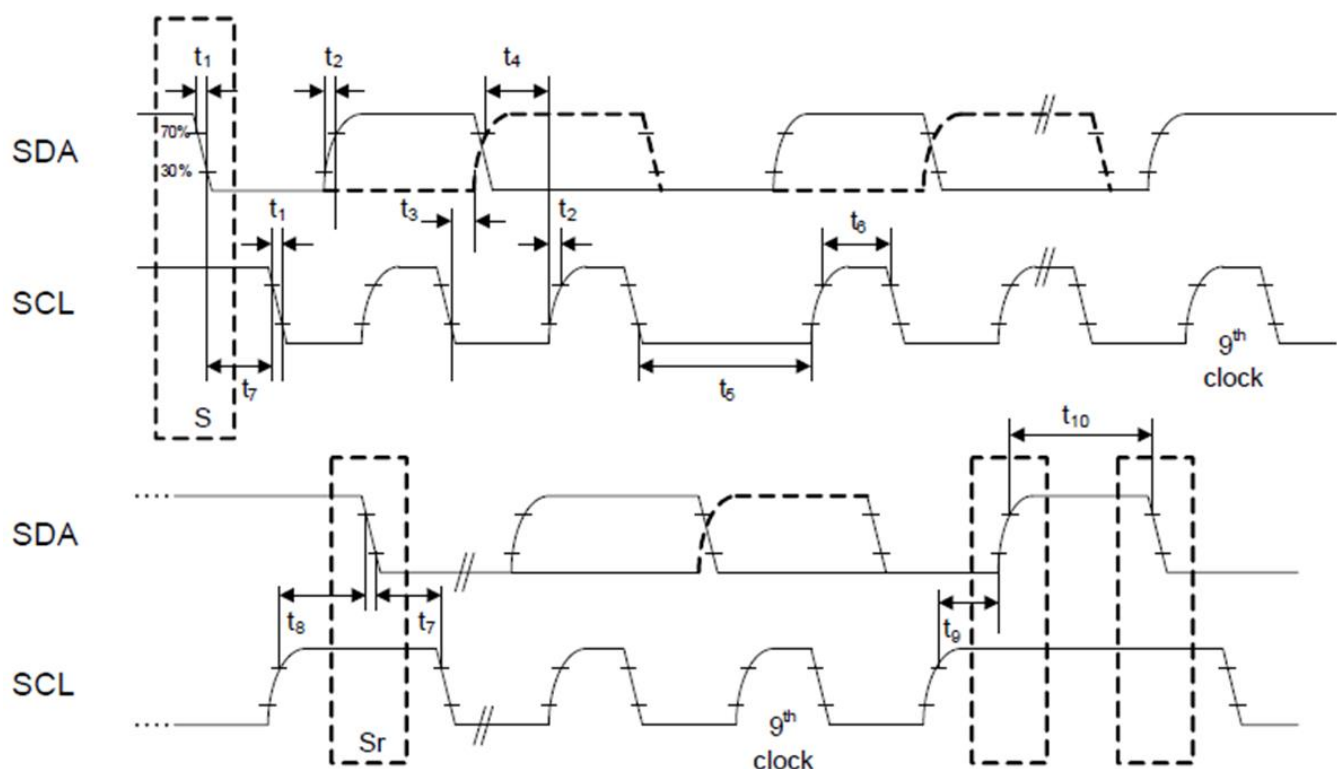 t₁ t₂ t₄
SDA
70%
30%
t₁ t₃ t₂ t₆
SCL
9th
clock
t₇ t₅
S
t₁₀
SDA
t₈ t₇ t₉
SCL
Sr
9th
clock